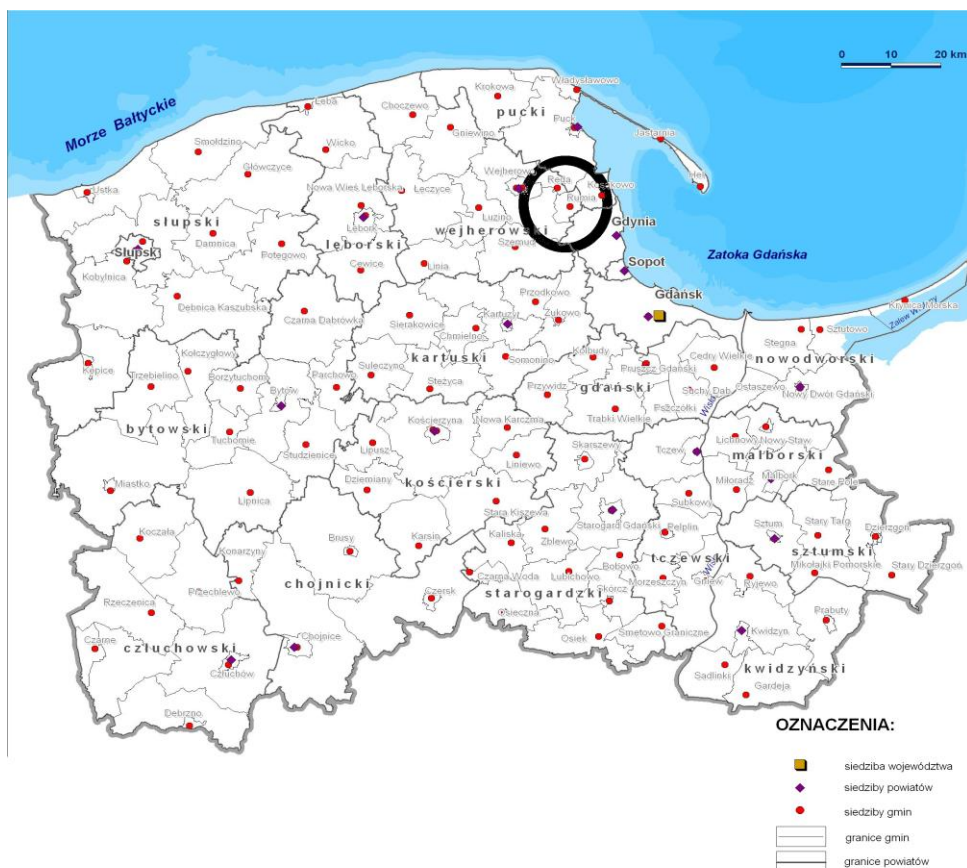 0 10 20 km
Morze Bałtyckie
Władysławowo
Krokowa
Łeba
Choczewo
pucki
Puck
Gniewino
Jastarnia
Smołdzino
Wicko
Główczyce
Hel
Wejherowo
Reda
Kosakowo
Ustka
Nowa Wieś Lęborska
Łęczyce
Rumia
słupski
Luzino
Gdynia
Lębork
wejherowski
Damnica
lęborski
Szemud
Słupsk
Potęgowo
Sopot
Zatoka Gdańska
Kobylnica
Cewice
Linia
Dębnica Kaszubska
Gdańsk
Przodkowo
Krynica Morska
Czarna Dąbrówka
Sierakowice
Kartuzy
Żukowo
Zalew W
Chmielno
Stegna
Sztutowo
Kołczygłowy
kartuski
Kolbudy
Cedry Wielkie
nowodworski
Kępice
Trzebielino
Borzytuchom
Parchowo
Sulęczyno
Somonino
Pruszcz Gdański
Bytów
Stężyca
Przywidz
gdański
Suchy Dąb
Ostaszewo
Nowy Dwór Gdański
Pszczółki
Wisła
Trąbki Wielkie
bytowski
Kościerzyna
Nowa Karczma
Tuchomie
Lichnowy
Nowy Staw
Studzienice
Lipusz
Skarszewy
Tczew
malborski
Liniewo
Miastko
Dziemiany
kościerski
Miłoradz
Malbork
Stare Pole
Lipnica
Subkowy
Stara Kiszewa
Koczała
Starogard Gdański
Pelplin
Sztum
Stary Targ
Dzierzgoń
Konarzyny
Brusy
Karsin
Kaliska
Zblewo
tczewski
sztumski
Wisła
Przechlewo
chojnicki
Czarna Woda
Lubichowo
Bobowo
Morzeszczyn
Gniew
Ryjewo
Mikołajki Pomorskie
Stary Dzierzgoń
Rzeczenica
Czersk
starogardzki
Skórcz
Osieczna
Prabuty
Czarne
Chojnice
Osiek
Smętowo Graniczne
Kwidzyn
człuchowski
Człuchów
kwidzyński
Sadlinki
Gardeja
Debrzno
OZNACZENIA:
siedziba województwa
siedziby powiatów
siedziby gmin
granice gmin
granice powiatów